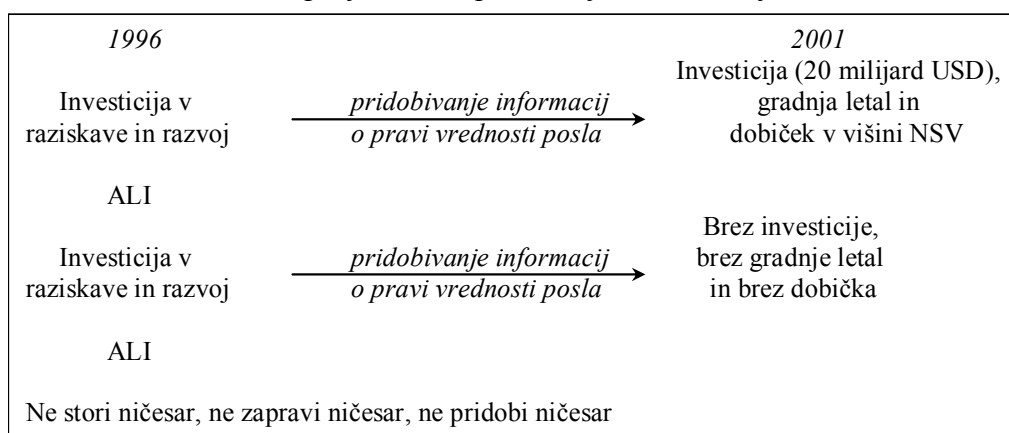 1996
2001
Investicija v
raziskave in razvoj
pridobivanje informacij
o pravi vrednosti posla
Investicija (20 milijard USD),
gradnja letal in
dobiček v višini NSV
ALI
Investicija v
raziskave in razvoj
pridobivanje informacij
o pravi vrednosti posla
Brez investicije,
brez gradnje letal
in brez dobička
ALI
Ne stori ničesar, ne zapravi ničesar, ne pridobi ničesar